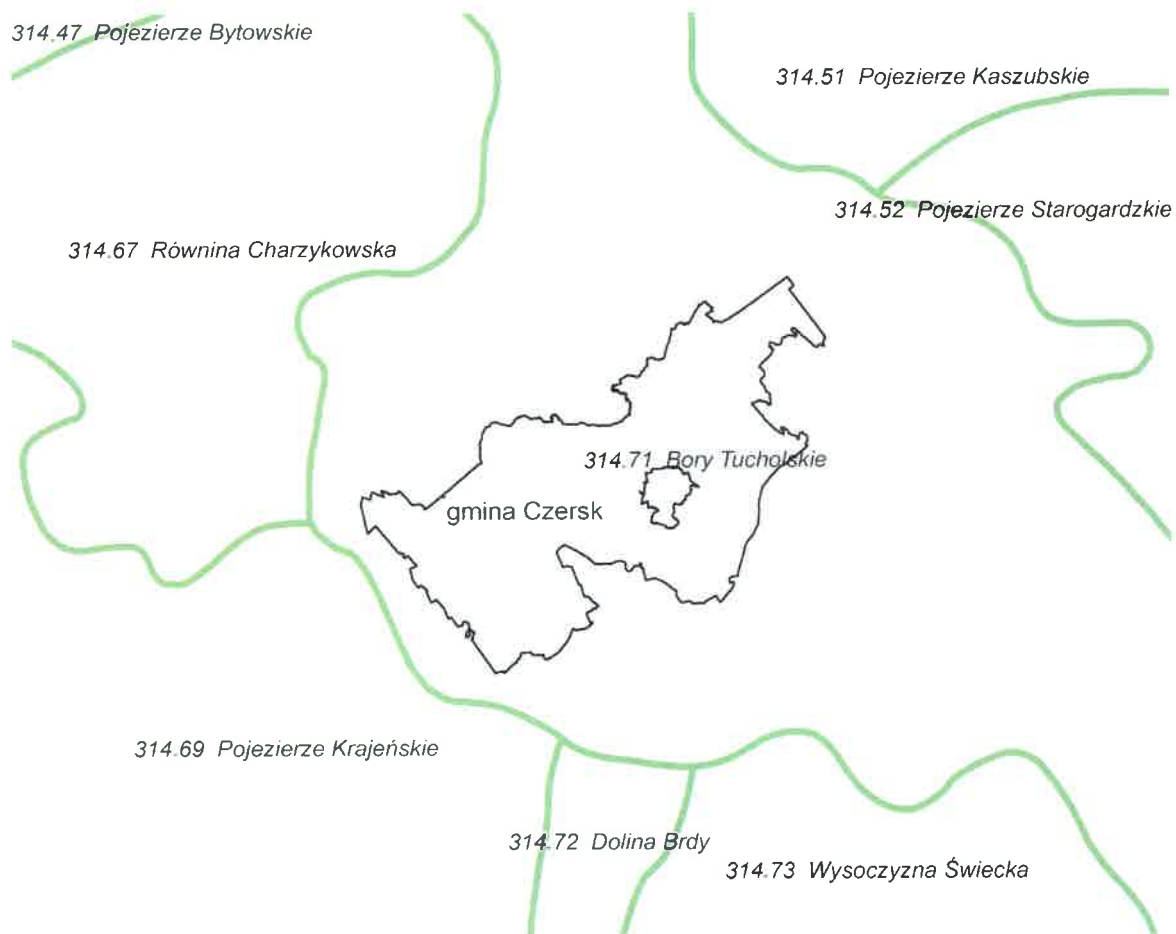 314.47 Pojezierze Bytowskie
314.51 Pojezierze Kaszubskie
314.52 Pojezierze Starogardzkie
314.67 Równina Charzykowska
314.71 Bory Tucholskie
gmina Czersk
314.69 Pojezierze Krajeńskie
314.72 Dolina Brdy
314.73 Wysoczyzna Świecka